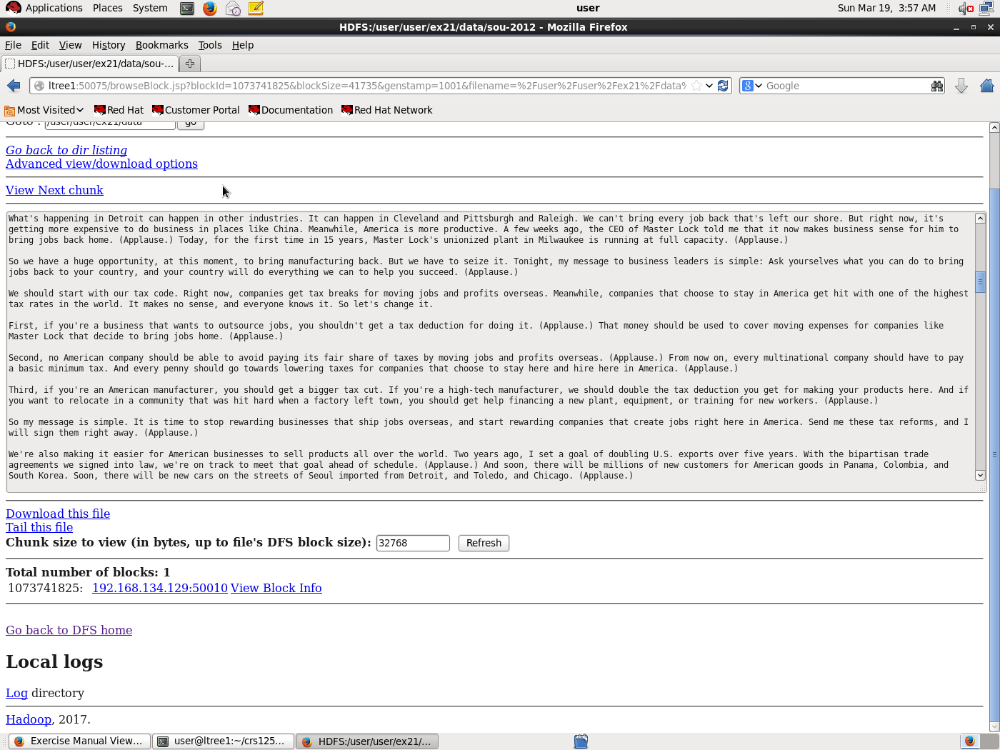 Applications Places System
user
Sun Mar 19, 3:57 AM
HDFS:/user/user/ex21/data/sou-2012 - Mozilla Firefox
File Edit View History Bookmarks Tools Help
HDFS:/user/user/ex21/data/sou-...
ltree1:50075/browseBlock.jsp?blockId=1073741825&blockSize=41735&genstamp=1001&filename=%2Fuser%2Fuser%2Fex21%2Fdata%
Google
Most Visited Red Hat Customer Portal Documentation Red Hat Network
Goto : /user/user/ex21/data go
Go back to dir listing
Advanced view/download options
View Next chunk
What's happening in Detroit can happen in other industries. It can happen in Cleveland and Pittsburgh and Raleigh. We can't bring every job back that's left our shore. But right now, it's
getting more expensive to do business in places like China. Meanwhile, America is more productive. A few weeks ago, the CEO of Master Lock told me that it now makes business sense for him to
bring jobs back home. (Applause.) Today, for the first time in 15 years, Master Lock's unionized plant in Milwaukee is running at full capacity. (Applause.)
So we have a huge opportunity, at this moment, to bring manufacturing back. But we have to seize it. Tonight, my message to business leaders is simple: Ask yourselves what you can do to bring
jobs back to your country, and your country will do everything we can to help you succeed. (Applause.)
We should start with our tax code. Right now, companies get tax breaks for moving jobs and profits overseas. Meanwhile, companies that choose to stay in America get hit with one of the highest
tax rates in the world. It makes no sense, and everyone knows it. So let's change it.
First, if you're a business that wants to outsource jobs, you shouldn't get a tax deduction for doing it. (Applause.) That money should be used to cover moving expenses for companies like
Master Lock that decide to bring jobs home. (Applause.)
Second, no American company should be able to avoid paying its fair share of taxes by moving jobs and profits overseas. (Applause.) From now on, every multinational company should have to pay
a basic minimum tax. And every penny should go towards lowering taxes for companies that choose to stay here and hire here in America. (Applause.)
Third, if you're an American manufacturer, you should get a bigger tax cut. If you're a high-tech manufacturer, we should double the tax deduction you get for making your products here. And if
you want to relocate in a community that was hit hard when a factory left town, you should get help financing a new plant, equipment, or training for new workers. (Applause.)
So my message is simple. It is time to stop rewarding businesses that ship jobs overseas, and start rewarding companies that create jobs right here in America. Send me these tax reforms, and I
will sign them right away. (Applause.)
We're also making it easier for American businesses to sell products all over the world. Two years ago, I set a goal of doubling U.S. exports over five years. With the bipartisan trade
agreements we signed into law, we're on track to meet that goal ahead of schedule. (Applause.) And soon, there will be millions of new customers for American goods in Panama, Colombia, and
South Korea. Soon, there will be new cars on the streets of Seoul imported from Detroit, and Toledo, and Chicago. (Applause.)
Download this file
Tail this file
Chunk size to view (in bytes, up to file's DFS block size): 32768 Refresh
Total number of blocks: 1
1073741825: 192.168.134.129:50010 View Block Info
Go back to DFS home
Local logs
Log directory
Hadoop, 2017.
Exercise Manual View... user@ltree1:~/crs125... HDFS:/user/user/ex21/...